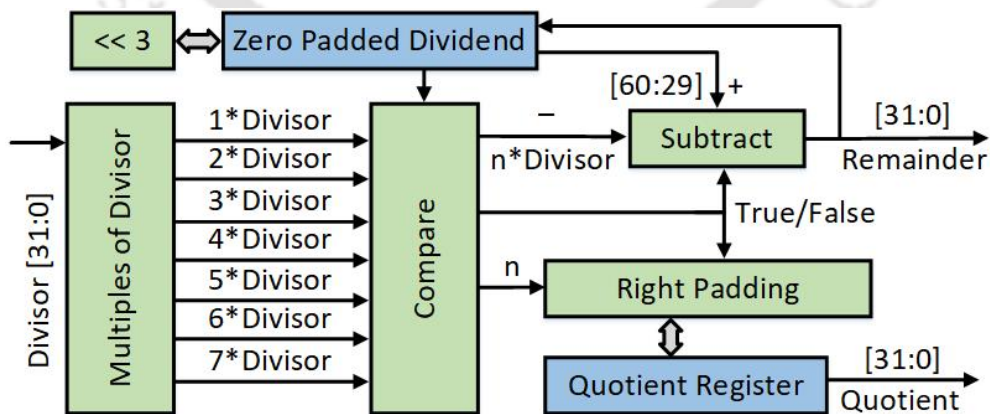 << 3
Zero Padded Dividend
[60:29]
+
Divisor [31:0]
Multiples of Divisor
1*Divisor
2*Divisor
3*Divisor
4*Divisor
5*Divisor
6*Divisor
7*Divisor
Compare
–
n*Divisor
Subtract
[31:0]
Remainder
True/False
n
Right Padding
Quotient Register
[31:0]
Quotient